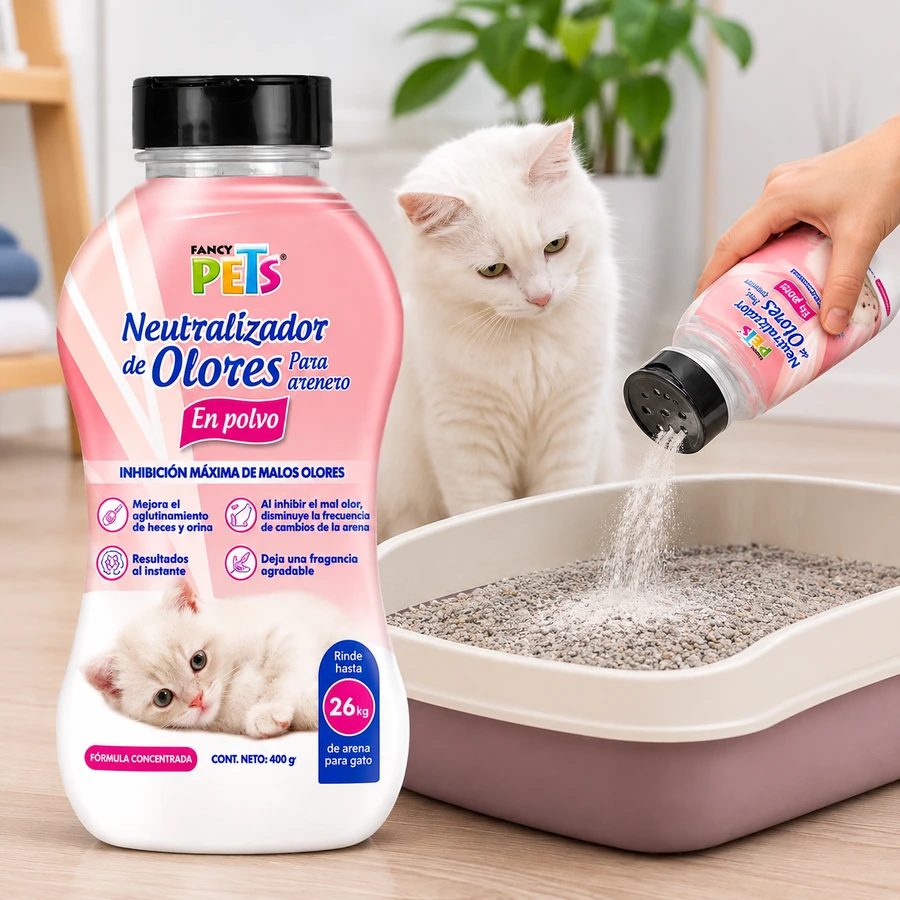 FANCY
PETS®
Neutralizador
de Olores Para
arenero
En polvo
INHIBICIÓN MÁXIMA DE MALOS OLORES
Mejora el
aglutinamiento
de heces y orina
Al inhibir el mal olor,
disminuye la frecuencia
de cambios de la arena
Resultados
al instante
Deja una fragancia
agradable
Rinde
hasta
26kg
de arena
para gato
FÓRMULA CONCENTRADA
CONT. NETO: 400 g
FANCY
PETS
Neutralizador
de Olores
En polvo